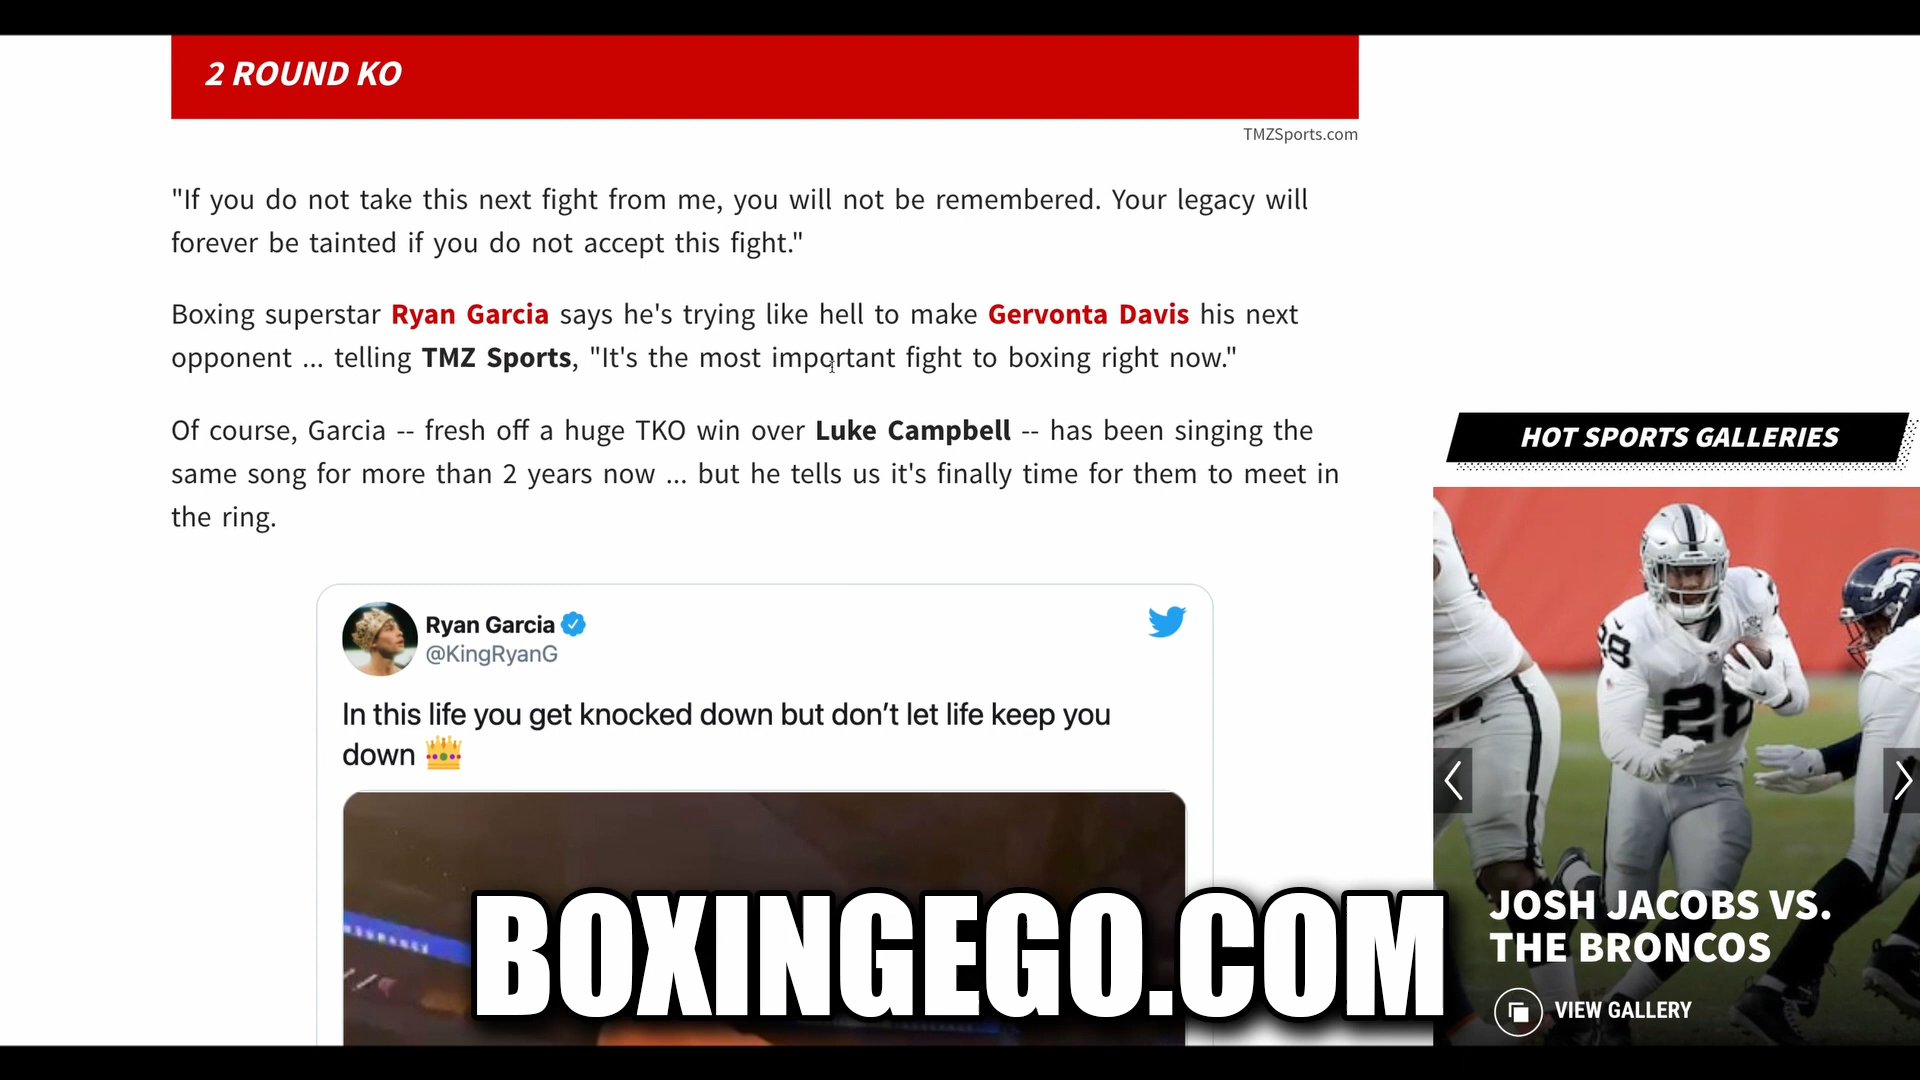 2 ROUND KO
TMZSports.com
"If you do not take this next fight from me, you will not be remembered. Your legacy will
forever be tainted if you do not accept this fight."
Boxing superstar Ryan Garcia says he's trying like hell to make Gervonta Davis his next
opponent ... telling TMZ Sports, "It's the most important fight to boxing right now."
Of course, Garcia -- fresh off a huge TKO win over Luke Campbell -- has been singing the
same song for more than 2 years now ... but he tells us it's finally time for them to meet in
the ring.
Ryan Garcia
@KingRyanG
In this life you get knocked down but don’t let life keep you
down 👑
HOT SPORTS GALLERIES
28
28
JOSH JACOBS VS.
THE BRONCOS
VIEW GALLERY
BOXINGEGO.COM